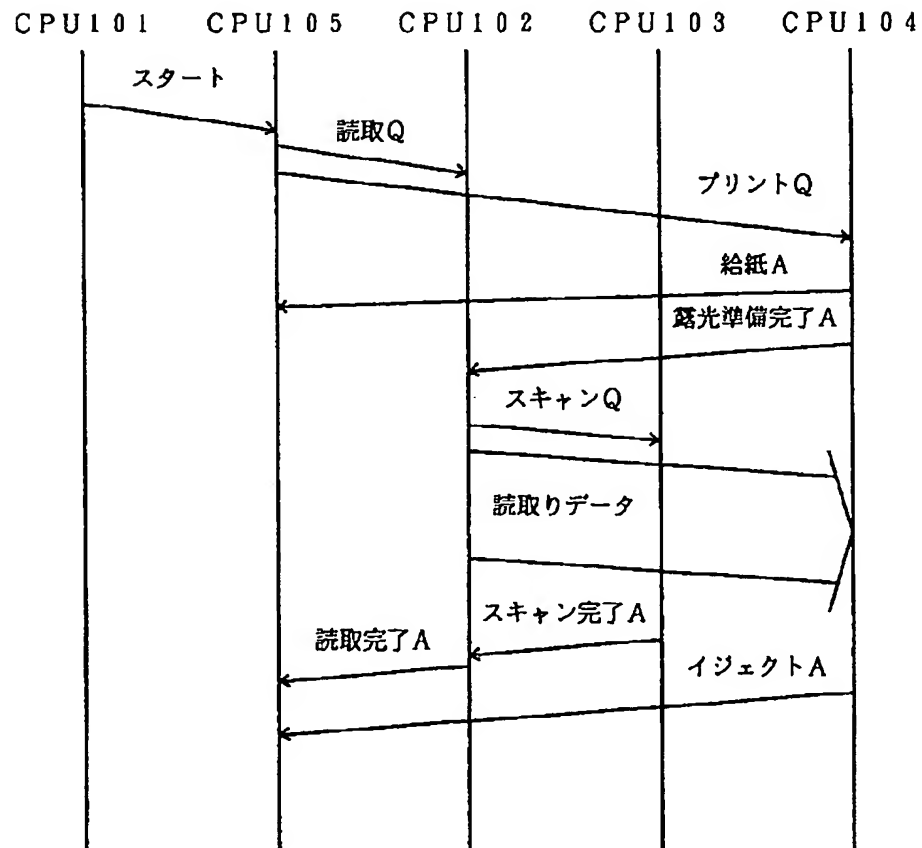 CPU101 CPU105 CPU102 CPU103 CPU104
スタート
読取Q
プリントQ
給紙A
露光準備完了A
スキャンQ
読取りデータ
スキャン完了A
読取完了A
イジェクトA